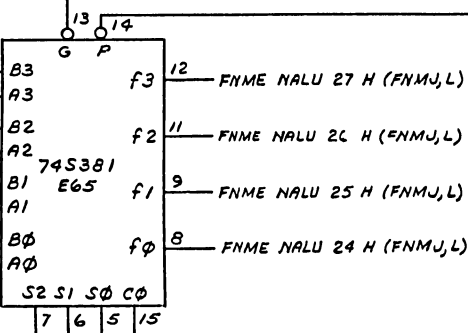 13 14
G P
B3
A3
f3 12 FNME NALU 27 H (FNMJ,L)
B2
A2
f2 11 FNME NALU 26 H (FNMJ,L)
74S381
E65
B1
A1
f1 9 FNME NALU 25 H (FNMJ,L)
BØ
AØ
fØ 8 FNME NALU 24 H (FNMJ,L)
S2 S1 SØ CØ
7 6 5 15